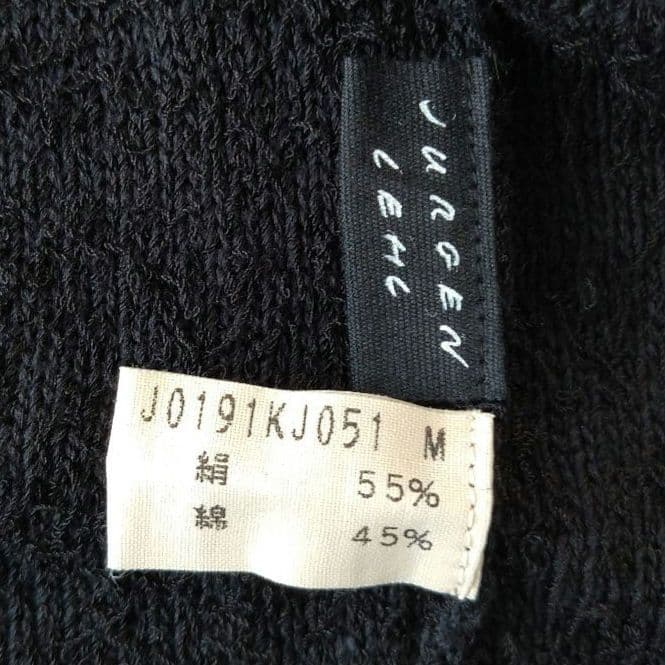 JURGEN
LEHL
J0191KJ051 M
絹 55%
綿 45%